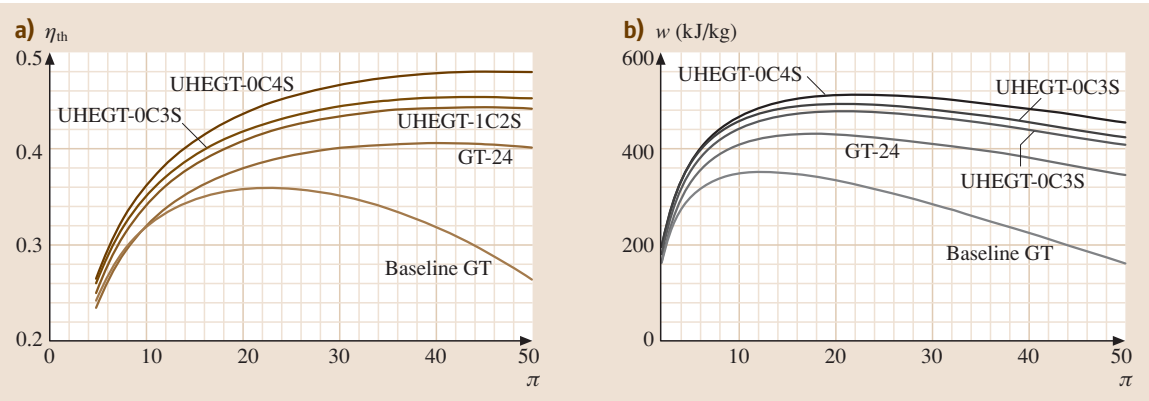 a) ηth
0.5
UHEGT-0C4S
UHEGT-0C3S
UHEGT-1C2S
0.4
GT-24
0.3
Baseline GT
0.2
0 10 20 30 40 50
π
b) w (kJ/kg)
600
UHEGT-0C4S
UHEGT-0C3S
400
GT-24
UHEGT-0C3S
200
Baseline GT
0
10 20 30 40 50
π